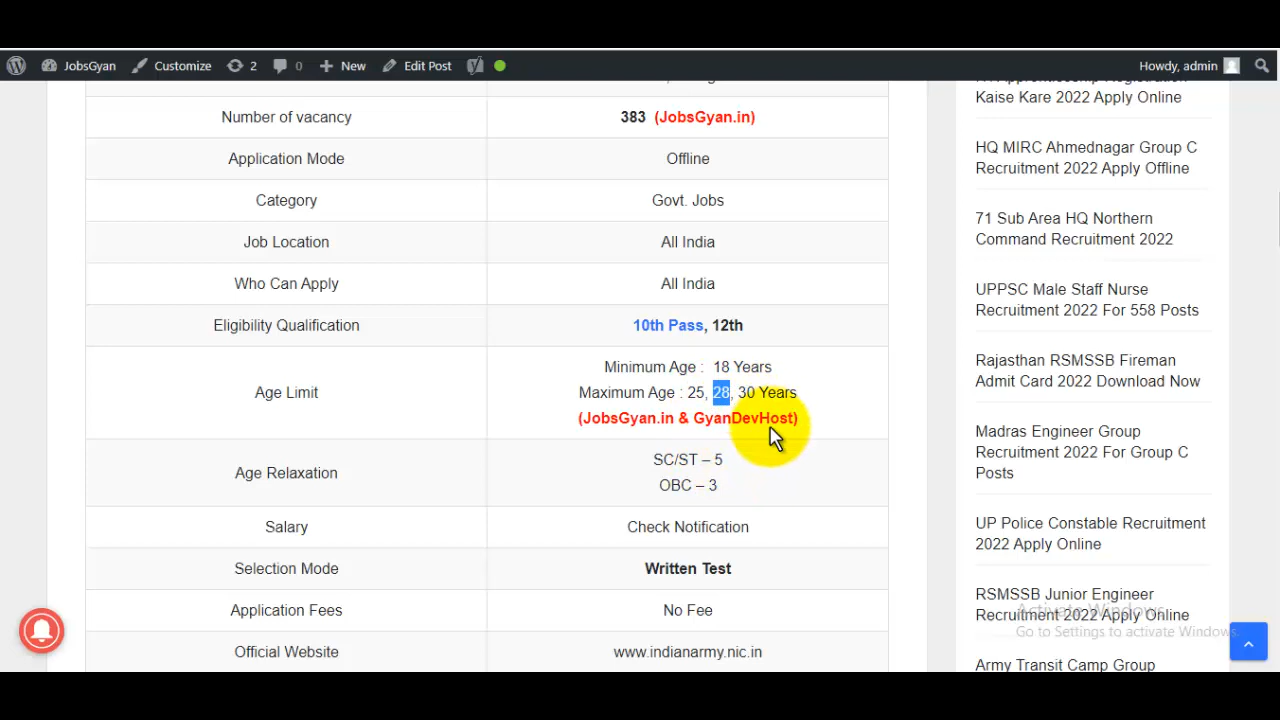 JobsGyan Customize 2 0 New Edit Post Howdy, admin
Number of vacancy 383 (JobsGyan.in)
Application Mode Offline
Category Govt. Jobs
Job Location All India
Who Can Apply All India
Eligibility Qualification 10th Pass, 12th
Age Limit
Minimum Age : 18 Years
Maximum Age : 25, 28, 30 Years
(JobsGyan.in & GyanDevHost)
Age Relaxation
SC/ST – 5
OBC – 3
Salary Check Notification
Selection Mode Written Test
Application Fees No Fee
Official Website www.indianarmy.nic.in
Kaise Kare 2022 Apply Online
HQ MIRC Ahmednagar Group C
Recruitment 2022 Apply Offline
71 Sub Area HQ Northern
Command Recruitment 2022
UPPSC Male Staff Nurse
Recruitment 2022 For 558 Posts
Rajasthan RSMSSB Fireman
Admit Card 2022 Download Now
Madras Engineer Group
Recruitment 2022 For Group C
Posts
UP Police Constable Recruitment
2022 Apply Online
RSMSSB Junior Engineer
Recruitment 2022 Apply Online
Army Transit Camp Group
Activate Windows
Go to Settings to activate Windows.